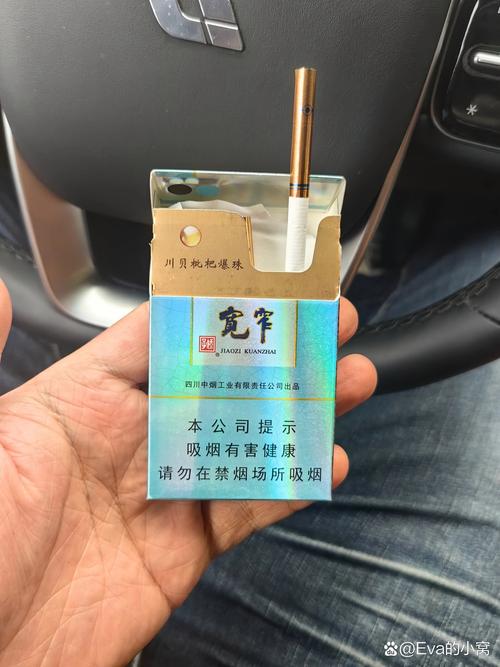 川贝枇杷爆珠
宽窄
JIAOZI KUANZHAI
四川中烟工业有限责任公司出品
本公司提示
吸烟有害健康
请勿在禁烟场所吸烟
@Eva的小窝